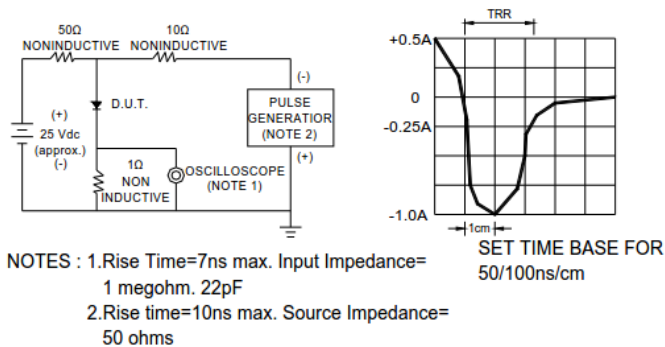 50Ω
NONINDUCTIVE
10Ω
NONINDUCTIVE
(+)
25 Vdc
(approx.)
(-)
D.U.T.
1Ω
NON
INDUCTIVE
OSCILLOSCOPE
(NOTE 1)
(-)
PULSE
GENERATIOR
(NOTE 2)
(+)
TRR
+0.5A
0
-0.25A
-1.0A
1cm
SET TIME BASE FOR
50/100ns/cm
NOTES : 1.Rise Time=7ns max. Input Impedance=
1 megohm. 22pF
2.Rise time=10ns max. Source Impedance=
50 ohms